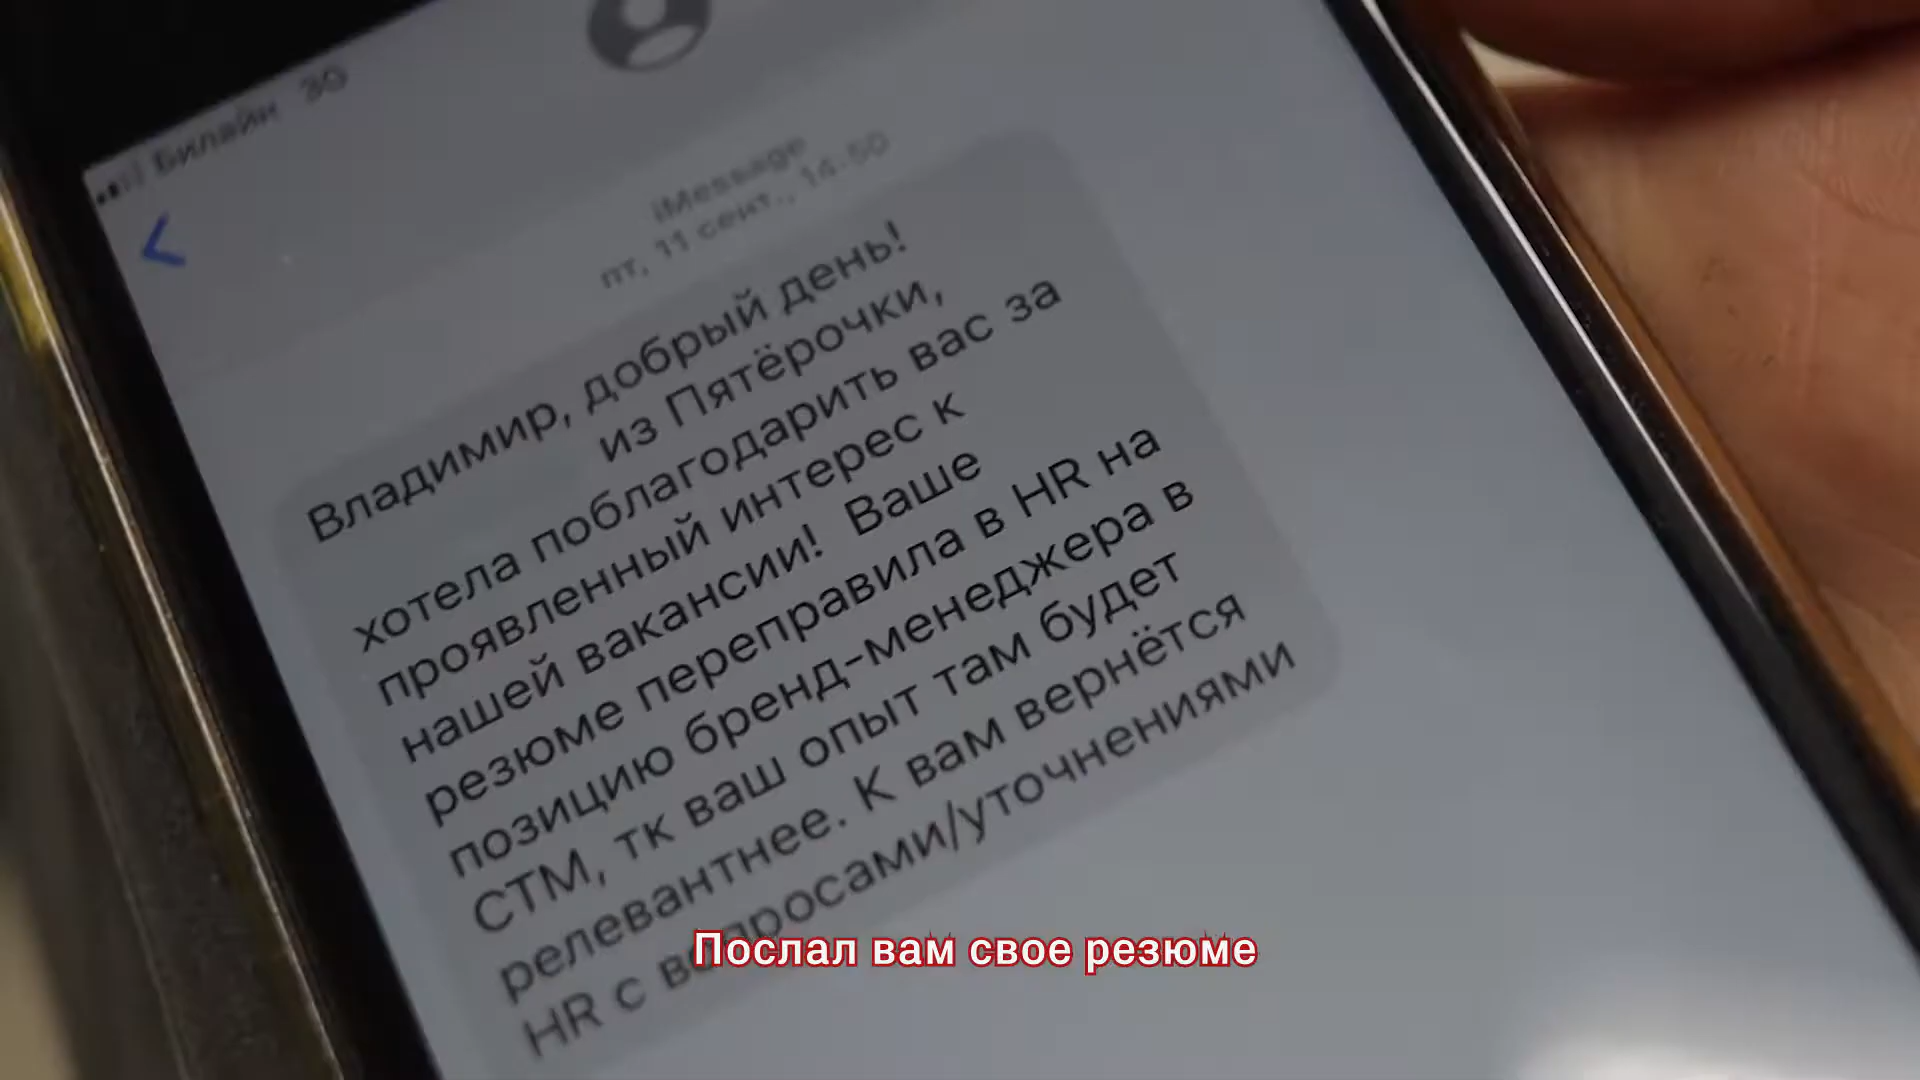 Билайн 3G
iMessage
пт, 11 сент., 14:50
Владимир, добрый день!
из Пятёрочки,
хотела поблагодарить вас за
проявленный интерес к
нашей вакансии! Ваше
резюме переправила в HR на
позицию бренд-менеджера в
СТМ, тк ваш опыт там будет
релевантнее. К вам вернётся
HR с вопросами/уточнениями
Послал вам свое резюме